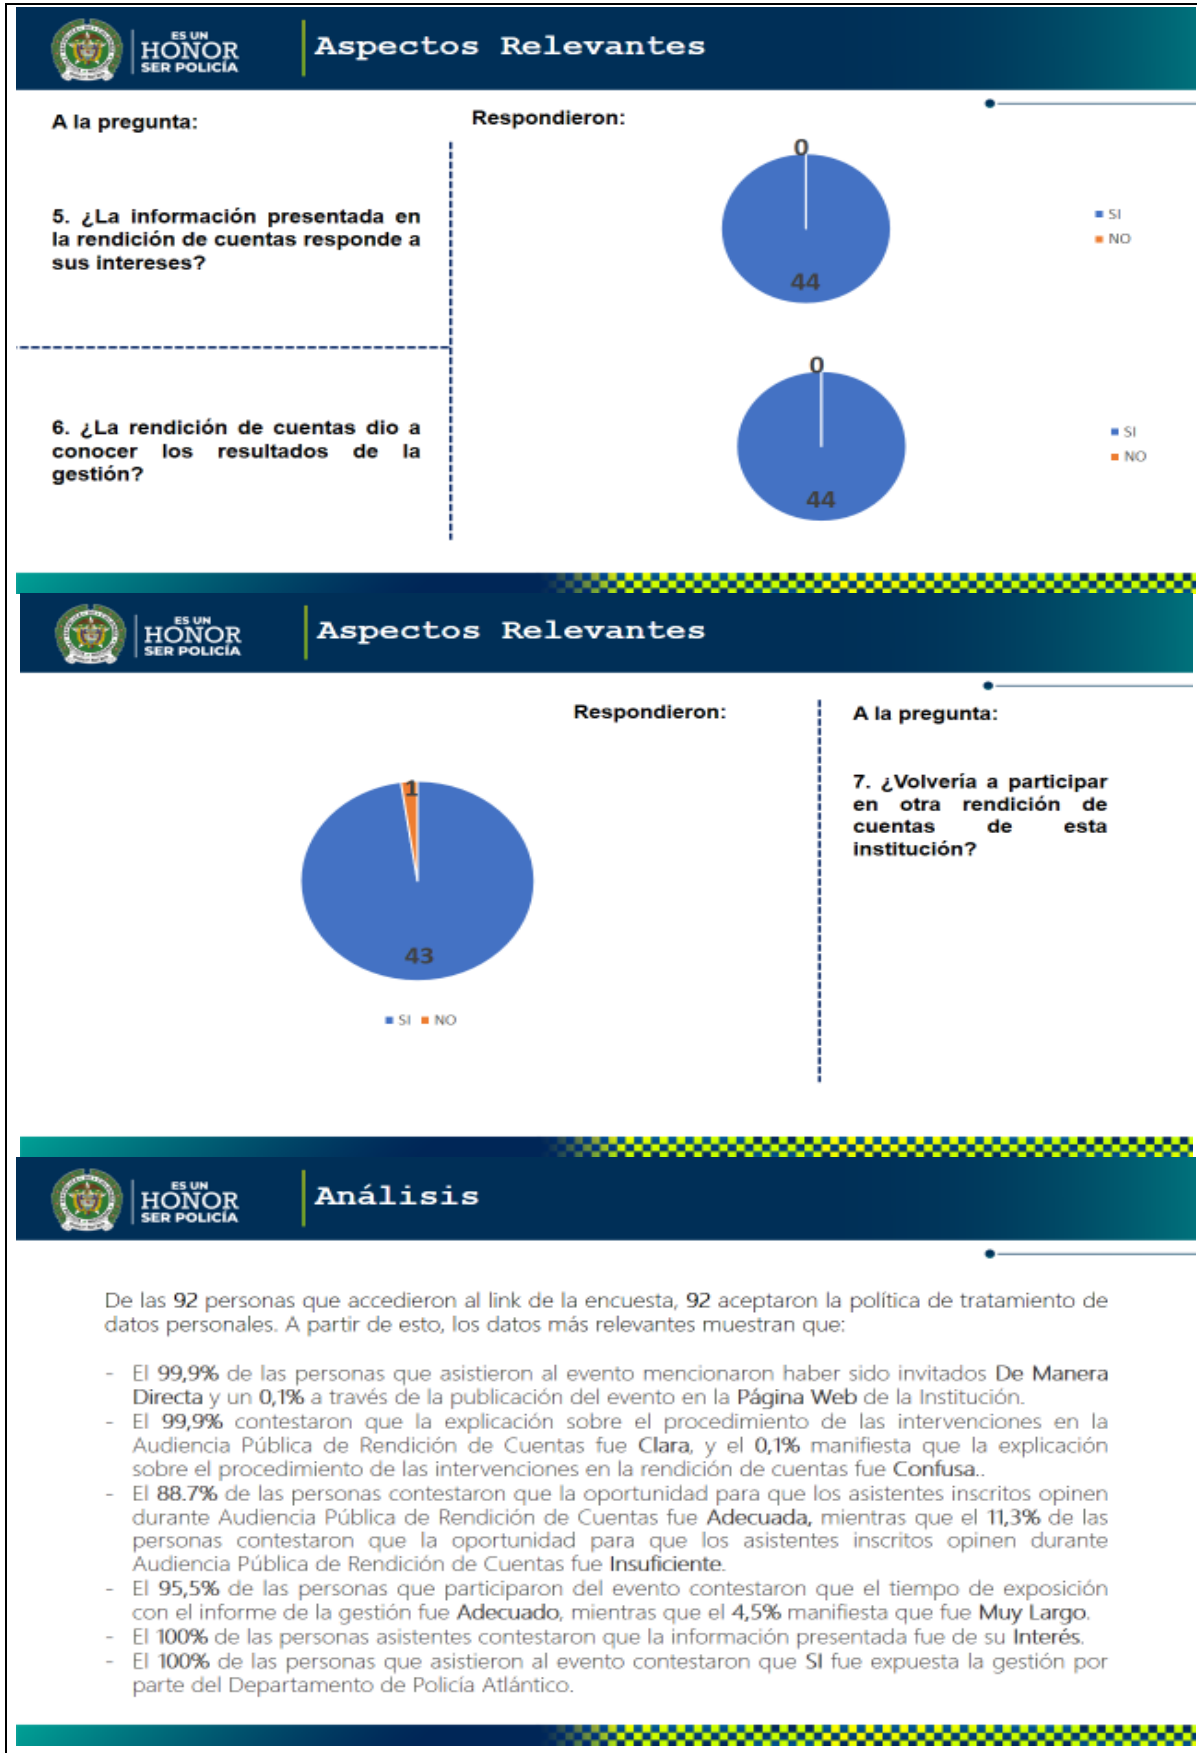 ES UN
HONOR
SER POLICÍA
Aspectos Relevantes
A la pregunta:
Respondieron:
5. ¿La información presentada en
la rendición de cuentas responde a
sus intereses?
0
44
SI
NO
6. ¿La rendición de cuentas dio a
conocer los resultados de la
gestión?
0
44
SI
NO
ES UN
HONOR
SER POLICÍA
Aspectos Relevantes
Respondieron:
1
43
SI NO
A la pregunta:
7. ¿Volvería a participar
en otra rendición de
cuentas de esta
institución?
ES UN
HONOR
SER POLICÍA
Análisis
De las 92 personas que accedieron al link de la encuesta, 92 aceptaron la política de tratamiento de
datos personales. A partir de esto, los datos más relevantes muestran que:
- El 99,9% de las personas que asistieron al evento mencionaron haber sido invitados De Manera
Directa y un 0,1% a través de la publicación del evento en la Página Web de la Institución.
- El 99,9% contestaron que la explicación sobre el procedimiento de las intervenciones en la
Audiencia Pública de Rendición de Cuentas fue Clara, y el 0,1% manifiesta que la explicación
sobre el procedimiento de las intervenciones en la rendición de cuentas fue Confusa..
- El 88.7% de las personas contestaron que la oportunidad para que los asistentes inscritos opinen
durante Audiencia Pública de Rendición de Cuentas fue Adecuada, mientras que el 11,3% de las
personas contestaron que la oportunidad para que los asistentes inscritos opinen durante
Audiencia Pública de Rendición de Cuentas fue Insuficiente.
- El 95,5% de las personas que participaron del evento contestaron que el tiempo de exposición
con el informe de la gestión fue Adecuado, mientras que el 4,5% manifiesta que fue Muy Largo.
- El 100% de las personas asistentes contestaron que la información presentada fue de su Interés.
- El 100% de las personas que asistieron al evento contestaron que SI fue expuesta la gestión por
parte del Departamento de Policía Atlántico.